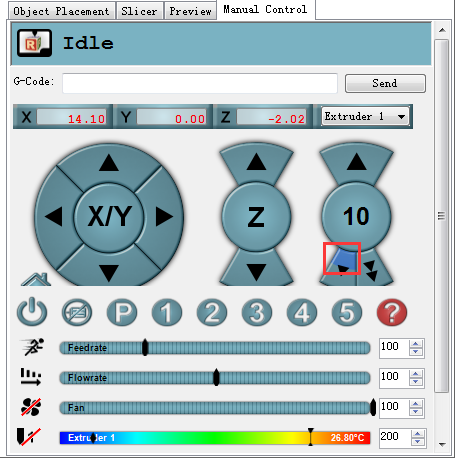 Object Placement Slicer Preview Manual Control
Idle
G-Code: Send
X 14.10 Y 0.00 Z -2.02 Extruder 1
X/Y Z 10
P 1 2 3 4 5 ?
Feedrate 100
Flowrate 100
Fan 100
Extruder 1 26.80°C 200